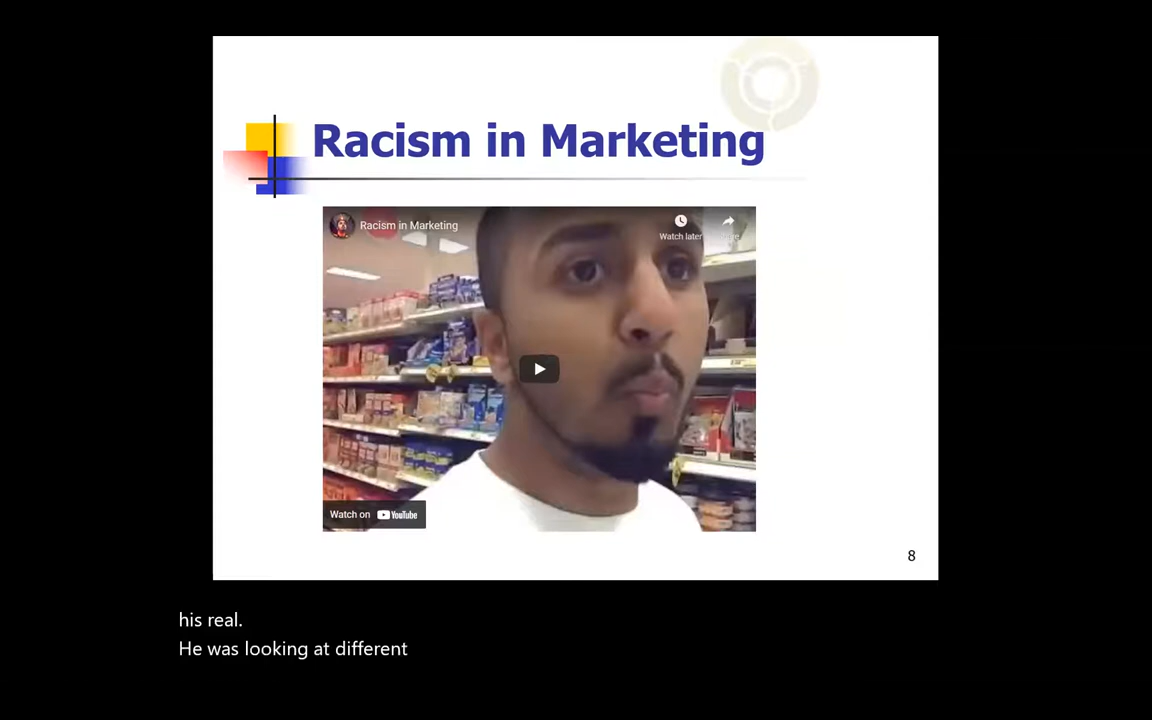 Racism in Marketing
Racism in Marketing
Watch later
Watch on YouTube
8
his real.
He was looking at different